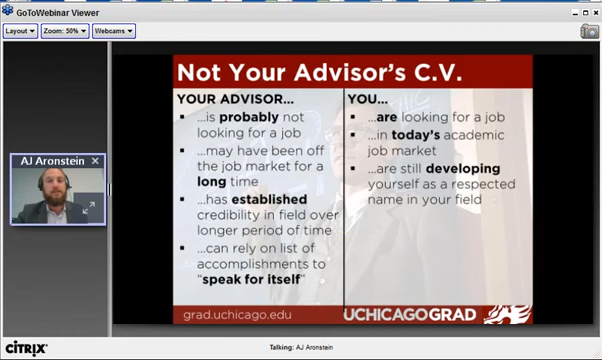 GoToWebinar Viewer
Layout
Zoom: 50%
Webcams
AJ Aronstein
Not Your Advisor's C.V.
YOUR ADVISOR...
...is probably not
looking for a job
...may have been off
the job market for a
long time
...has established
credibility in field over
longer period of time
...can rely on list of
accomplishments to
"speak for itself"
YOU...
...are looking for a job
...in today's academic
job market
...are still developing
yourself as a respected
name in your field
grad.uchicago.edu
UCHICAGOGRAD
CITRIX
Talking: AJ Aronstein